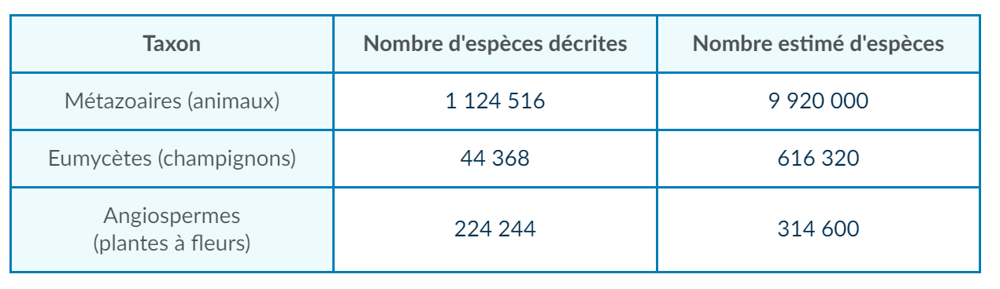 Taxon Nombre d'espèces décrites Nombre estimé d'espèces
Métazoaires (animaux) 1 124 516 9 920 000
Eumycètes (champignons) 44 368 616 320
Angiospermes
(plantes à fleurs) 224 244 314 600